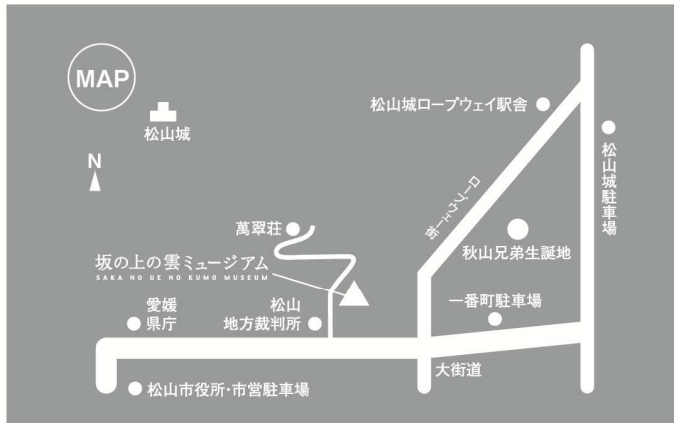 MAP
松山城
N
松山城ロープウェイ駅舎
松山城駐車場
ロープウェー街
萬翠荘
秋山兄弟生誕地
坂の上の雲ミュージアム
SAKA NO UE NO KUMO MUSEUM
愛媛
県庁
松山
地方裁判所
一番町駐車場
大街道
松山市役所・市営駐車場